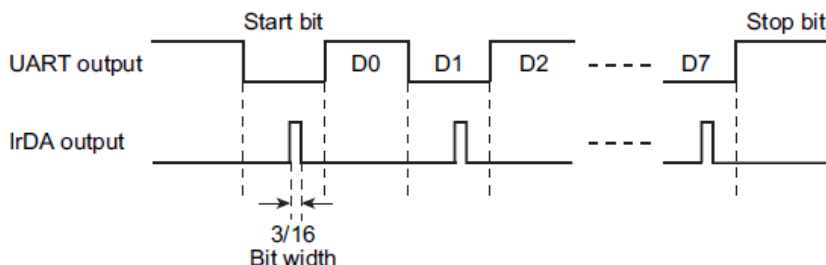 Start bit
Stop bit
UART output
D0
D1
D2
D7
IrDA output
3/16
Bit width